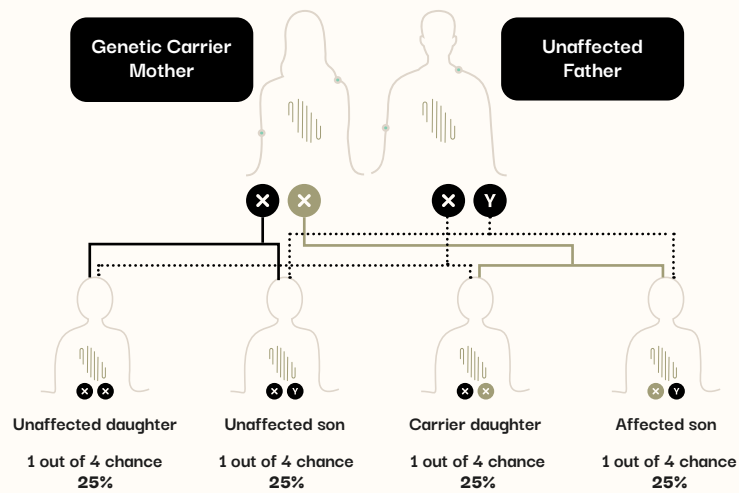 Genetic Carrier
Mother
Unaffected
Father
X X X Y
X X
X Y
X X
X Y
Unaffected daughter
Unaffected son
Carrier daughter
Affected son
1 out of 4 chance
25%
1 out of 4 chance
25%
1 out of 4 chance
25%
1 out of 4 chance
25%